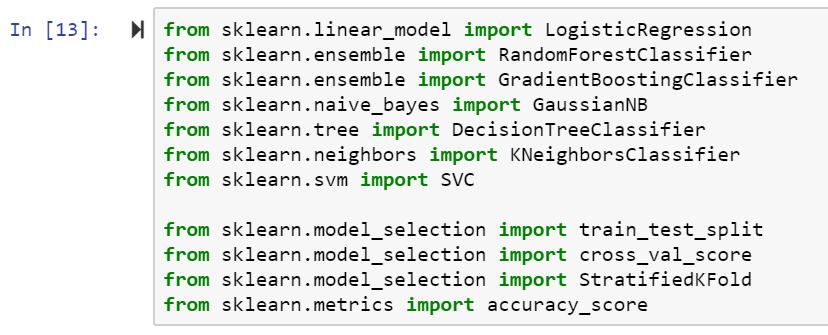 In [13]:
from sklearn.linear_model import LogisticRegression
from sklearn.ensemble import RandomForestClassifier
from sklearn.ensemble import GradientBoostingClassifier
from sklearn.naive_bayes import GaussianNB
from sklearn.tree import DecisionTreeClassifier
from sklearn.neighbors import KNeighborsClassifier
from sklearn.svm import SVC
from sklearn.model_selection import train_test_split
from sklearn.model_selection import cross_val_score
from sklearn.model_selection import StratifiedKFold
from sklearn.metrics import accuracy_score